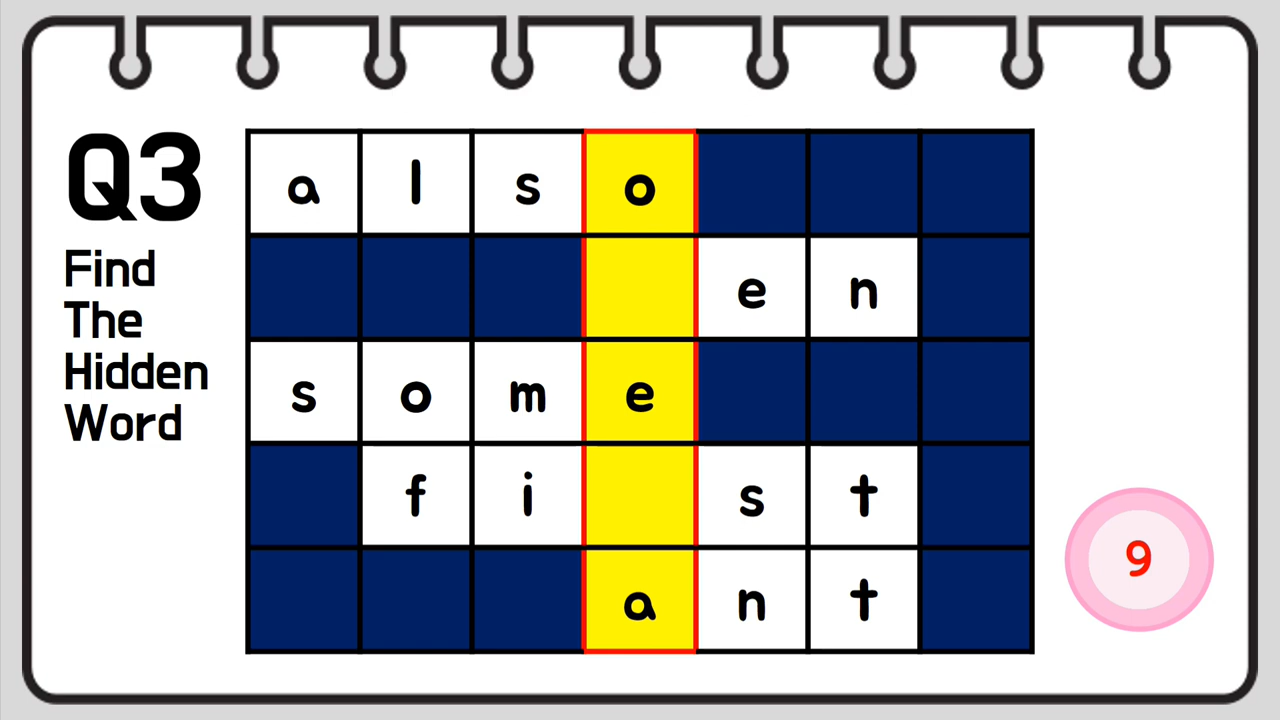 Q3
Find
The
Hidden
Word
a l s o
e n
s o m e
f i s t
a n t
9